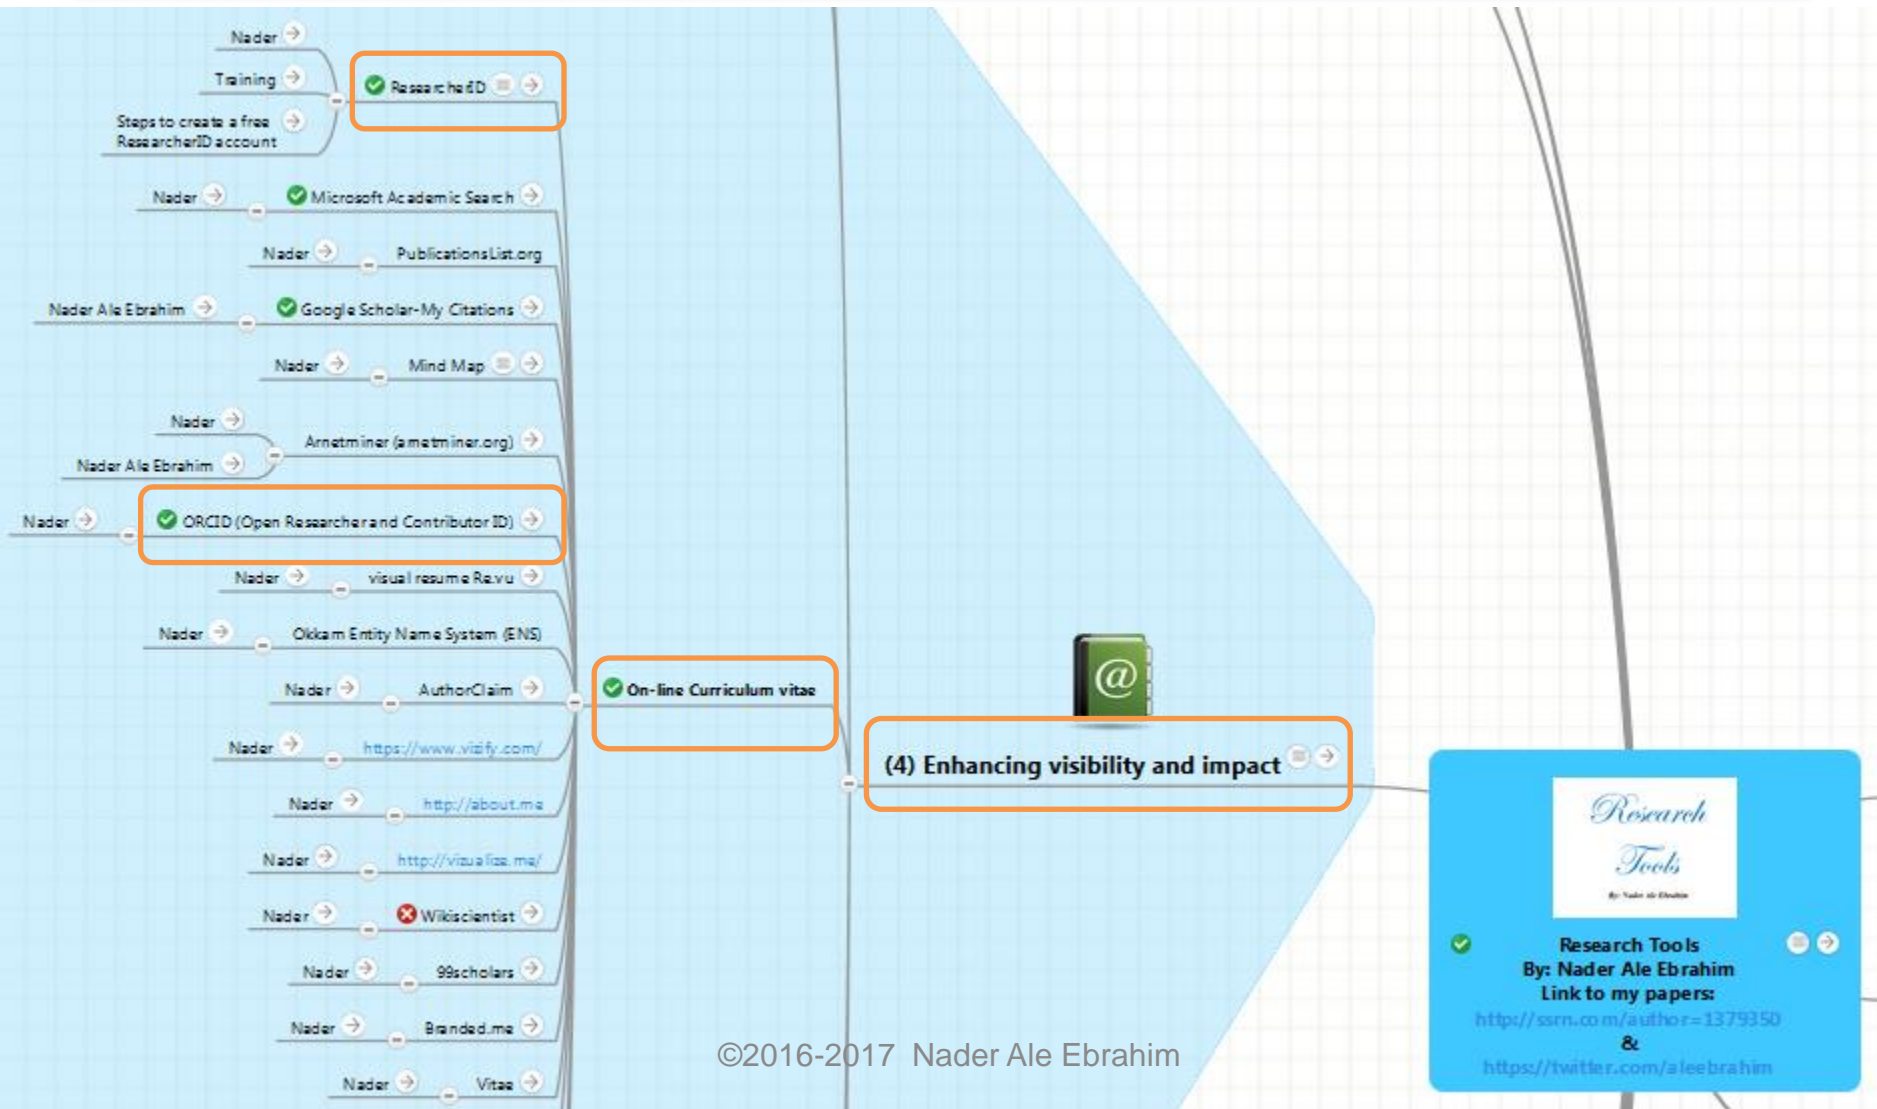 Nader
Training
Steps to create a free
ResearcherID account
ResearcherID
Nader
Microsoft Academic Search
Nader
PublicationsList.org
Nader Ale Ebrahim
Google Scholar-My Citations
Nader
Mind Map
Nader
Nader Ale Ebrahim
Arnetminer (arnetminer.org)
Nader
ORCID (Open Researcher and Contributor ID)
Nader
visual resume Re.vu
Nader
Okkam Entity Name System (ENS)
Nader
AuthorClaim
Nader
https://www.vizify.com/
Nader
http://about.me
Nader
http://vizualize.me/
Nader
Wikiscientist
Nader
99scholars
Nader
Branded.me
Nader
Vitae
On-line Curriculum vitae
@
(4) Enhancing visibility and impact
Research
Tools
By: Nader Ale Ebrahim
Research Tools
By: Nader Ale Ebrahim
Link to my papers:
http://ssrn.com/author=1379350
&
https://twitter.com/aleebrahim
©2016-2017 Nader Ale Ebrahim